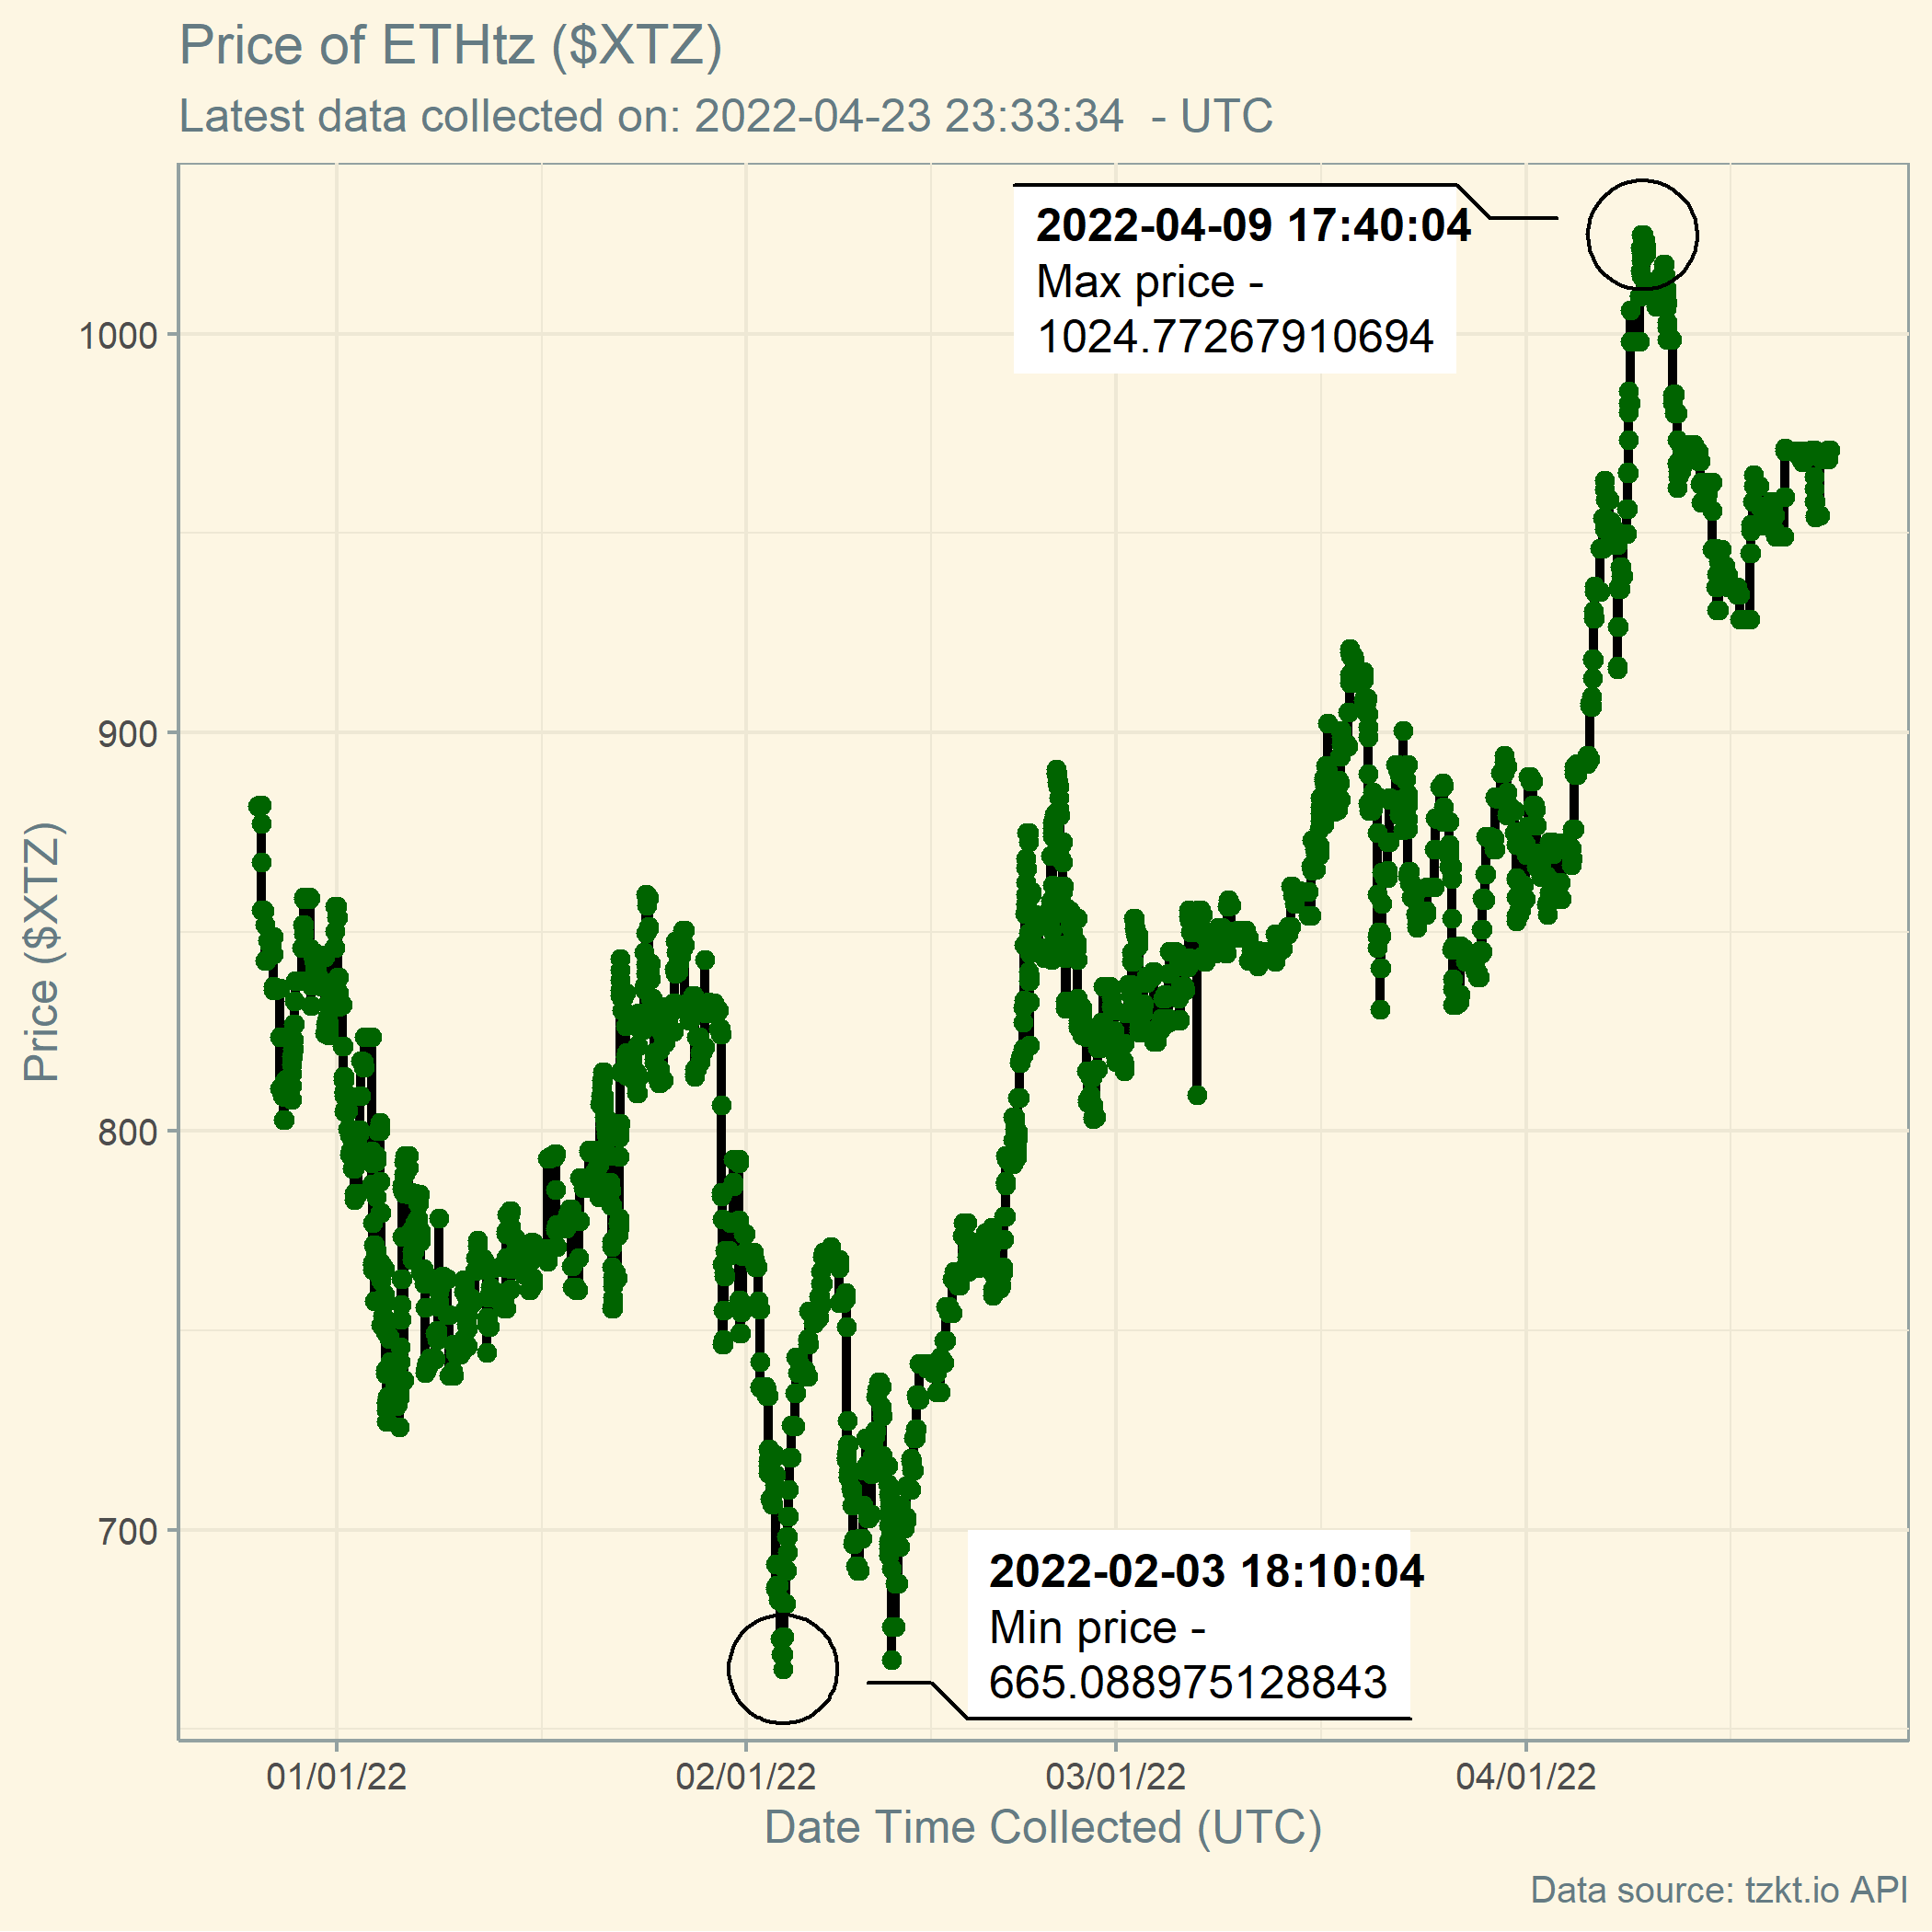 Price of ETHtz ($XTZ)
Latest data collected on: 2022-04-23 23:33:34  - UTC
2022-04-09 17:40:04
Max price -
1024.77267910694
1000
900
800
700
Price ($XTZ)
2022-02-03 18:10:04
Min price -
665.088975128843
01/01/22
02/01/22
03/01/22
04/01/22
Date Time Collected (UTC)
Data source: tzkt.io API